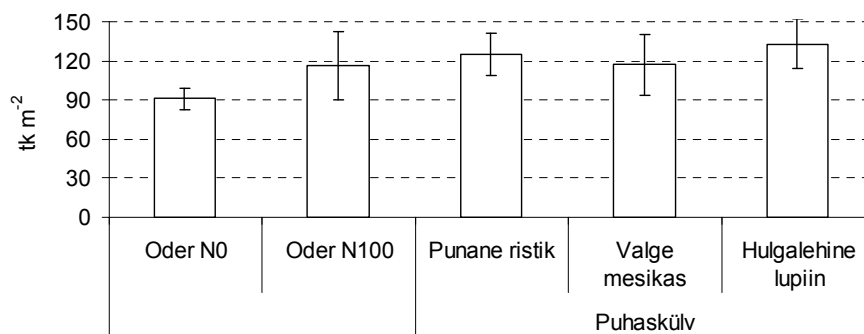 150
120
90
60
30
0
tk m-2
Oder N0
Oder N100
Punane ristik
Valge
mesikas
Hulgalehine
lupiin
Puhaskülv